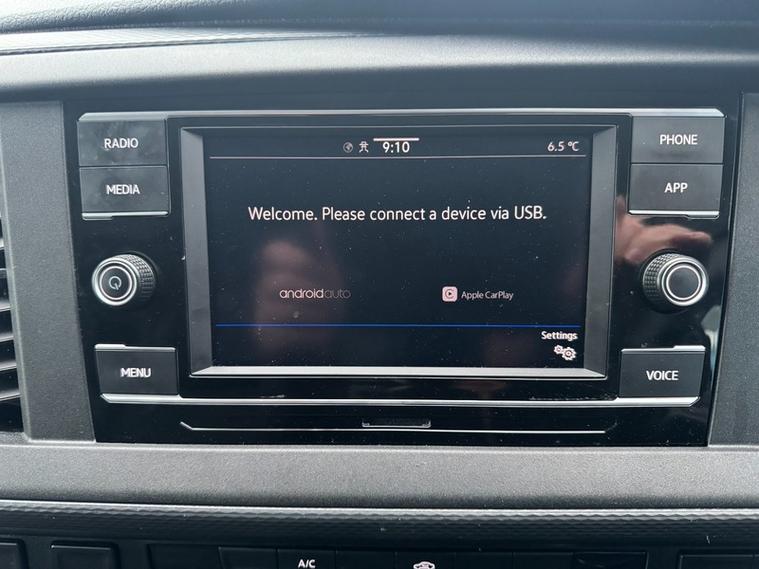 RADIO
MEDIA
MENU
9:10
6.5 °C
Welcome. Please connect a device via USB.
androidauto
Apple CarPlay
Settings
PHONE
APP
VOICE
A/C